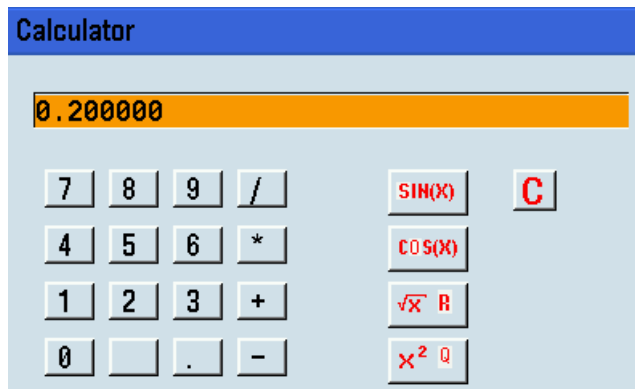 Calculator
0.200000
7 8 9 / SIN(X) C
4 5 6 * COS(X)
1 2 3 + √x R
0 . - x² Q